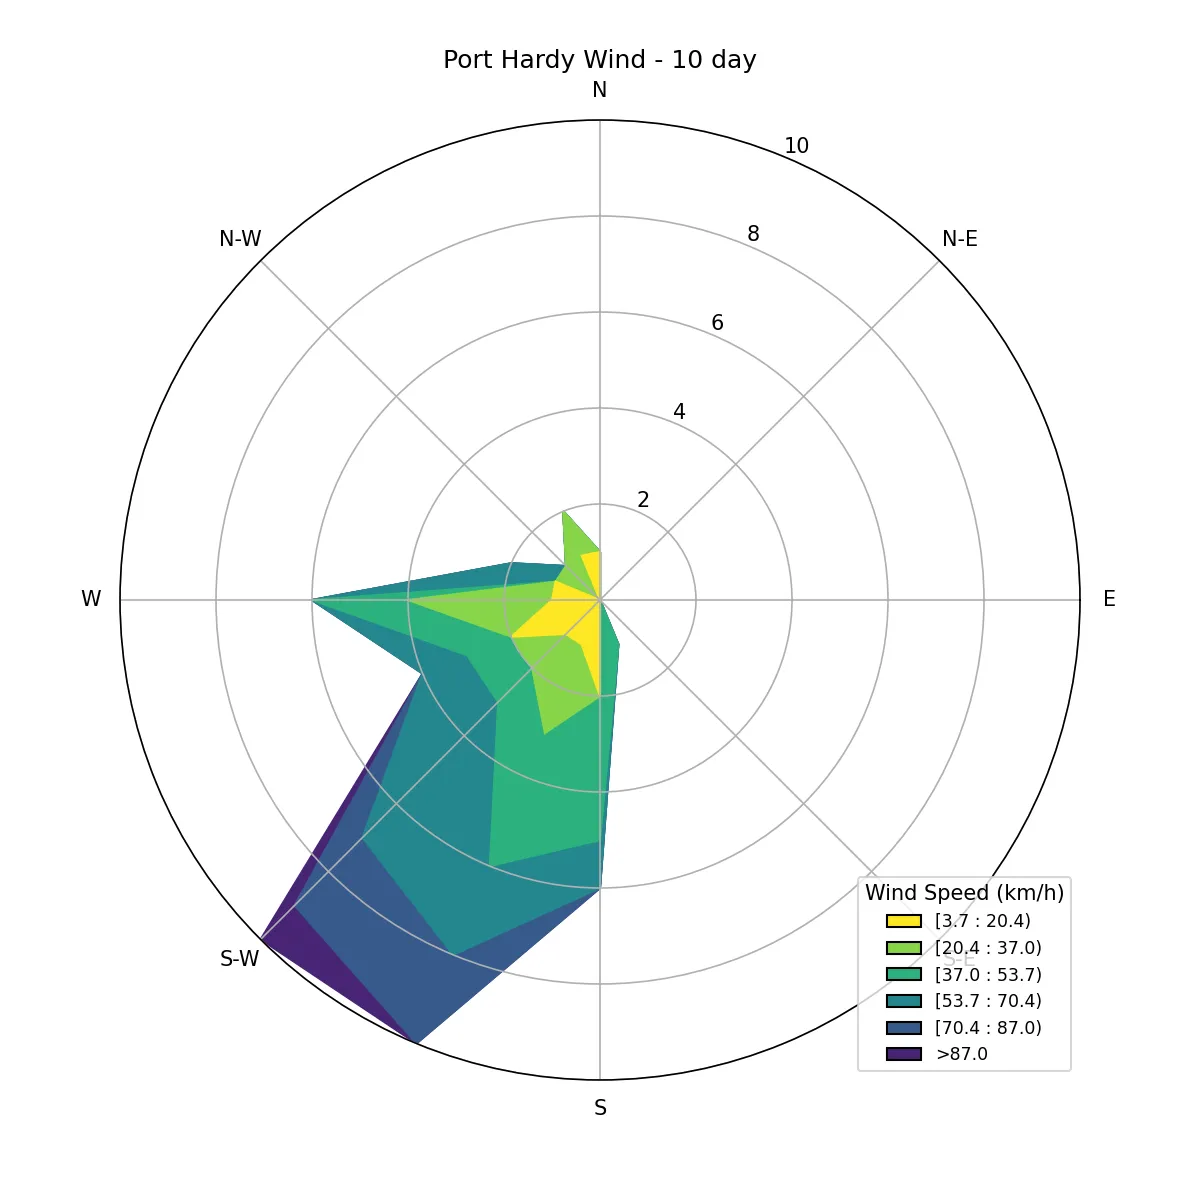 Port Hardy Wind - 10 day
N
10
N-W
N-E
8
6
4
2
W
E
Wind Speed (km/h)
[3.7 : 20.4)
[20.4 : 37.0)
S-W
S-E
[37.0 : 53.7)
[53.7 : 70.4)
[70.4 : 87.0)
>87.0
S